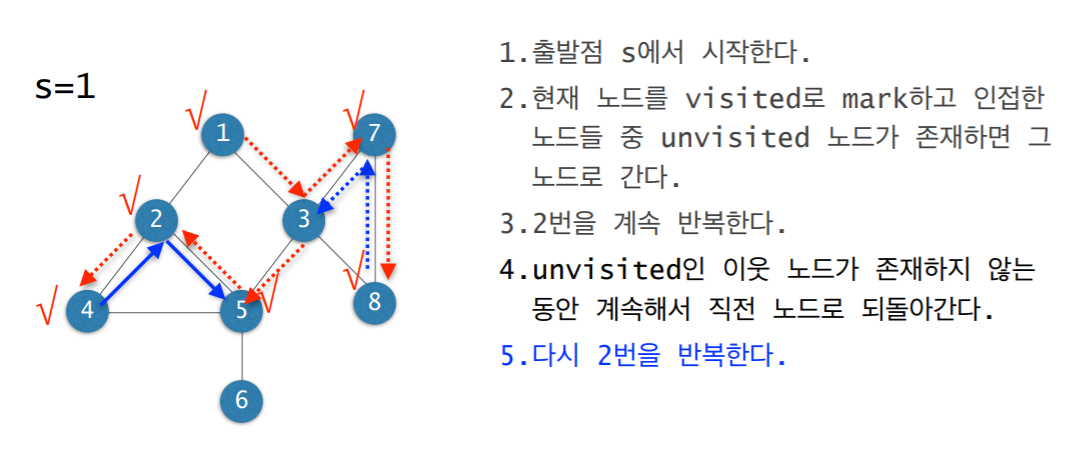 s=1
√
1
√
7
√
2
3
√
4
√
5
√
8
6
1.출발점 s에서 시작한다.
2.현재 노드를 visited로 mark하고 인접한
노드들 중 unvisited 노드가 존재하면 그
노드로 간다.
3.2번을 계속 반복한다.
4.unvisited인 이웃 노드가 존재하지 않는
동안 계속해서 직전 노드로 되돌아간다.
5.다시 2번을 반복한다.